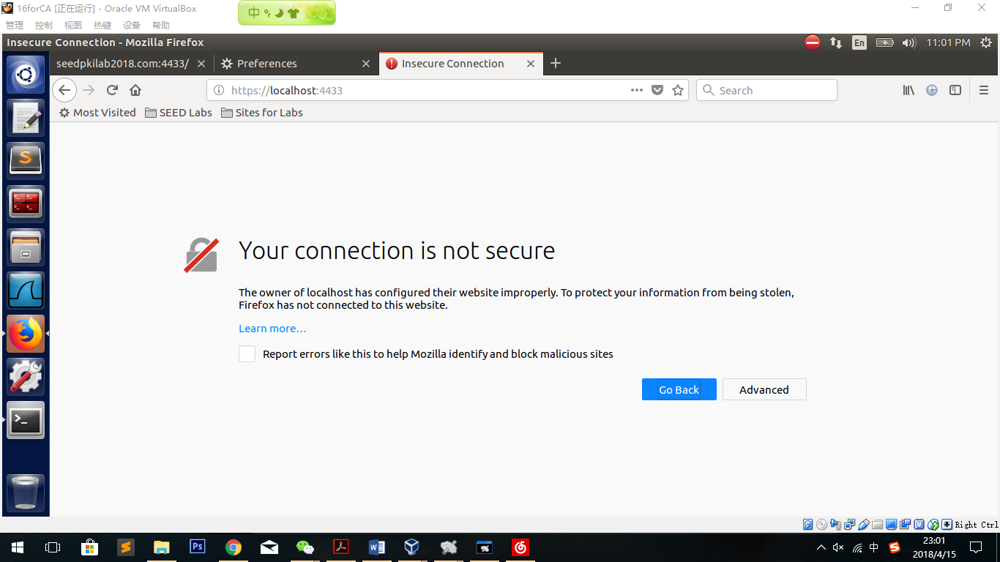 16forCA [正在运行] - Oracle VM VirtualBox
中
管理 控制 视图 热键 设备 帮助
Insecure Connection - Mozilla Firefox
En
11:01 PM
seedpkilab2018.com:4433/
Preferences
Insecure Connection
https://localhost:4433
Search
Most Visited
SEED Labs
Sites for Labs
Your connection is not secure
The owner of localhost has configured their website improperly. To protect your information from being stolen,
Firefox has not connected to this website.
Learn more…
Report errors like this to help Mozilla identify and block malicious sites
Go Back
Advanced
Right Ctrl
Ps
中
23:01
2018/4/15